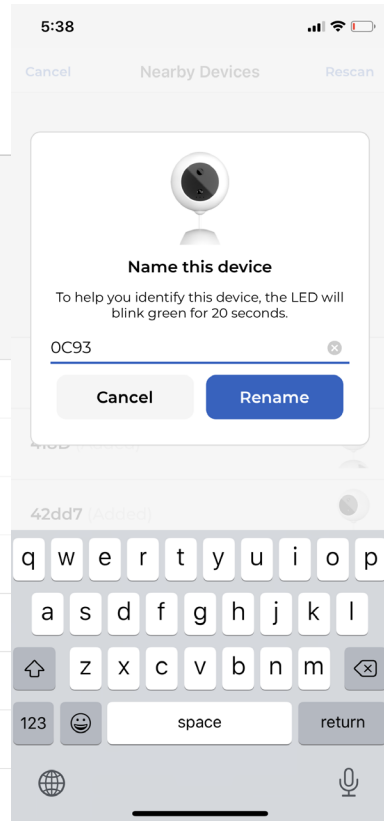 5:38
Cancel Nearby Devices Rescan
Name this device
To help you identify this device, the LED will
blink green for 20 seconds.
0C93
Cancel Rename
42dd7 (Added)
q w e r t y u i o p
a s d f g h j k l
z x c v b n m
123 space return